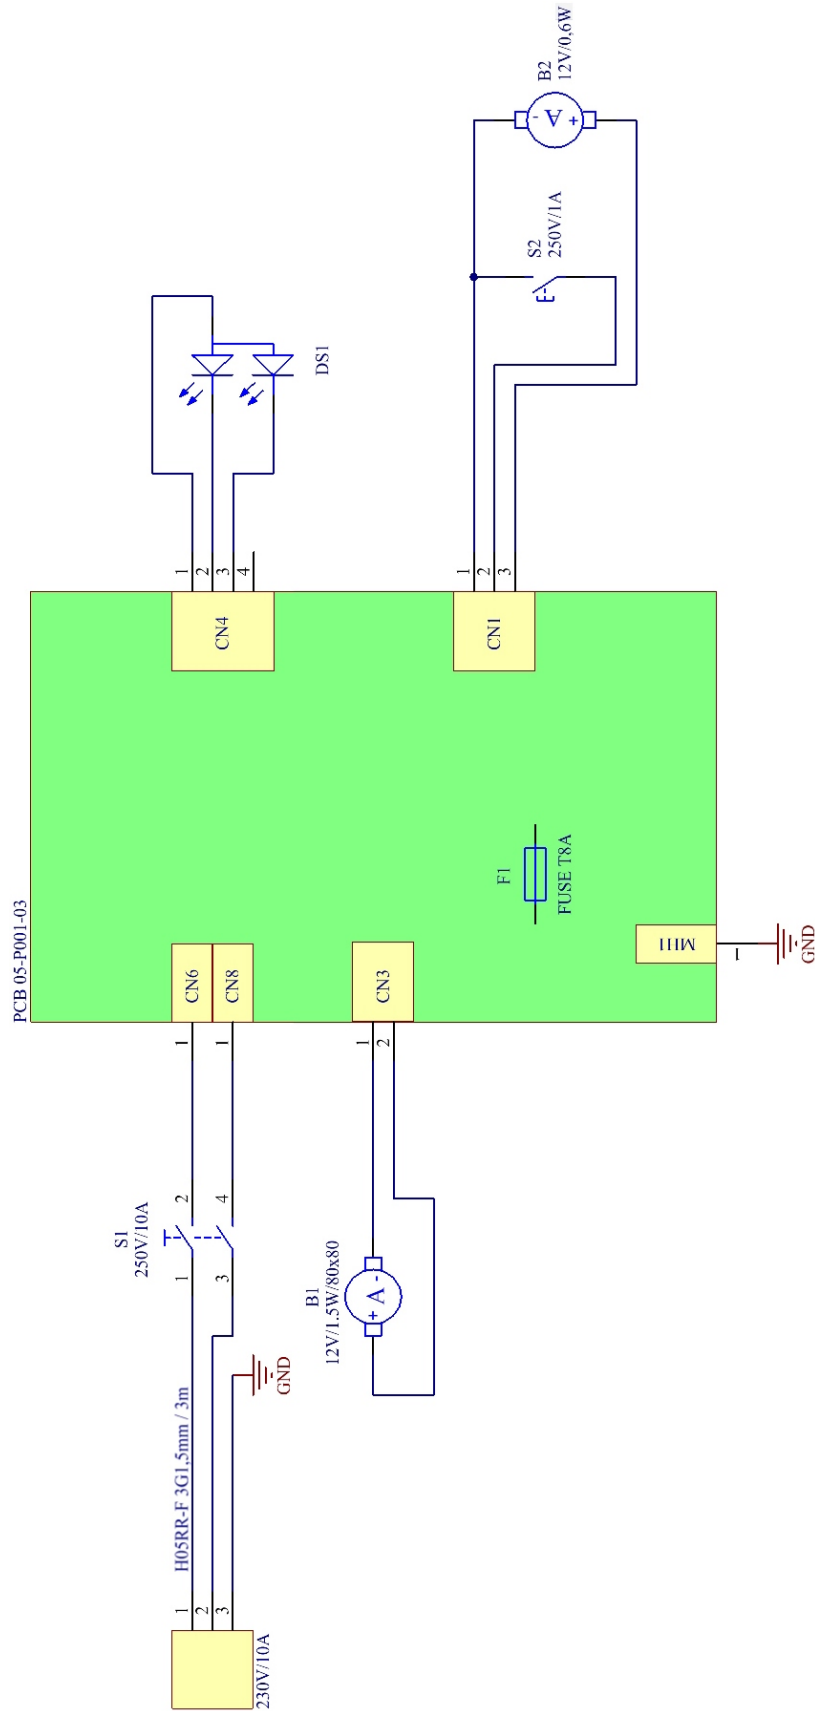 230V/10A
1
2
3
H05RR-F 3G1,5mm / 3m
GND
S1
250V/10A
1
2
3
4
B1
12V/1.5W/80x80
+ A -
1
1
1
2
PCB 05-P001-03
CN6
CN8
CN3
MH1
1
GND
F1
FUSE T8A
CN4
CN1
1
2
3
4
1
2
3
DS1
S2
250V/1A
B2
12V/0,6W
- A +